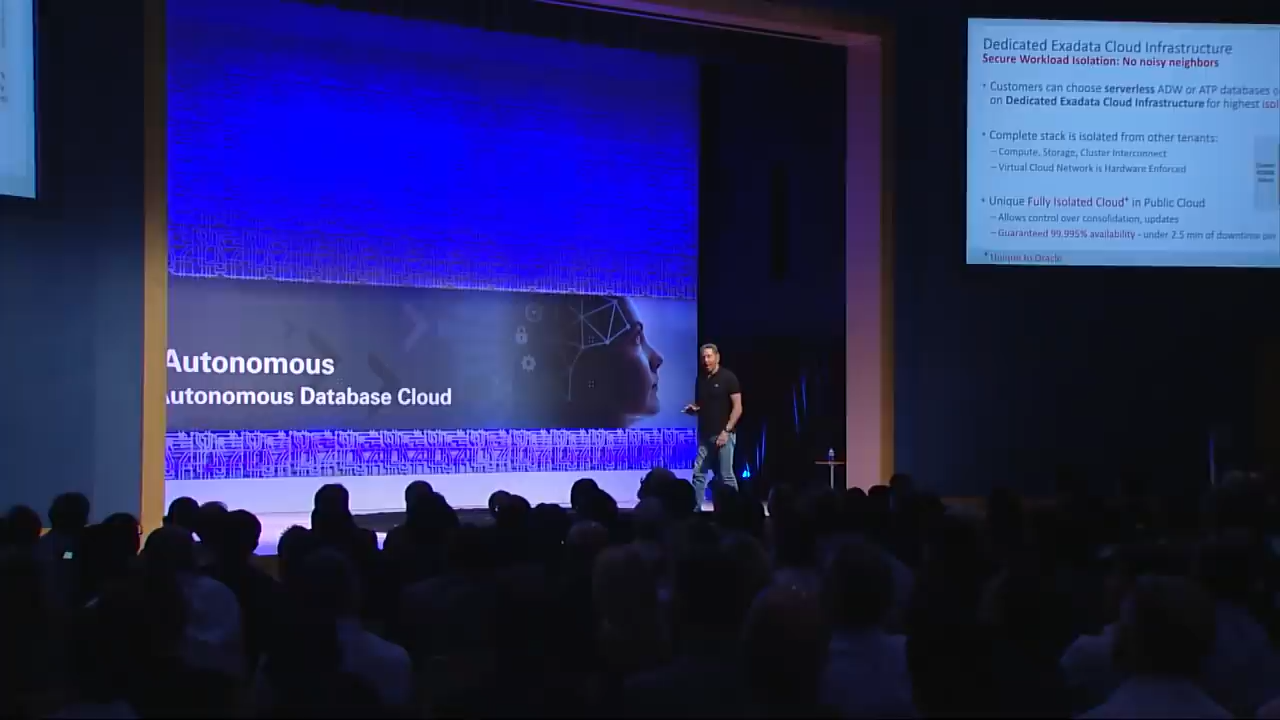 Autonomous
Autonomous Database Cloud
Dedicated Exadata Cloud Infrastructure
Secure Workload Isolation: No noisy neighbors
• Customers can choose serverless ADW or ATP databases
on Dedicated Exadata Cloud Infrastructure for highest
• Complete stack is isolated from other tenants:
– Compute, Storage, Cluster Interconnect
– Virtual Cloud Network is Hardware Enforced
• Unique Fully Isolated Cloud* in Public Cloud
– Allows control over consolidation, updates
– Guaranteed 99.995% availability - under 2.5 min of downtime per
* Unique to Oracle